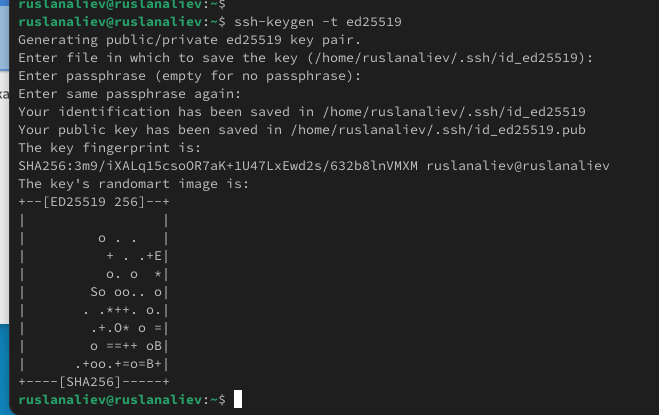 ruslanaliev@ruslanaliev:~$
ruslanaliev@ruslanaliev:~$ ssh-keygen -t ed25519
Generating public/private ed25519 key pair.
Enter file in which to save the key (/home/ruslanaliev/.ssh/id_ed25519):
Enter passphrase (empty for no passphrase):
Enter same passphrase again:
Your identification has been saved in /home/ruslanaliev/.ssh/id_ed25519
Your public key has been saved in /home/ruslanaliev/.ssh/id_ed25519.pub
The key fingerprint is:
SHA256:3m9/iXALq15csoOR7aK+1U47LxEwd2s/632b8lnVMXM ruslanaliev@ruslanaliev
The key's randomart image is:
+--[ED25519 256]--+
|                 |
|         o . .   |
|          + . .+E|
|          o. o  *|
|        So oo.. o|
|       . .*++. o.|
|        .+.O* o =|
|        o ==++ oB|
|      .+oo.+=o=B+|
+----[SHA256]-----+
ruslanaliev@ruslanaliev:~$